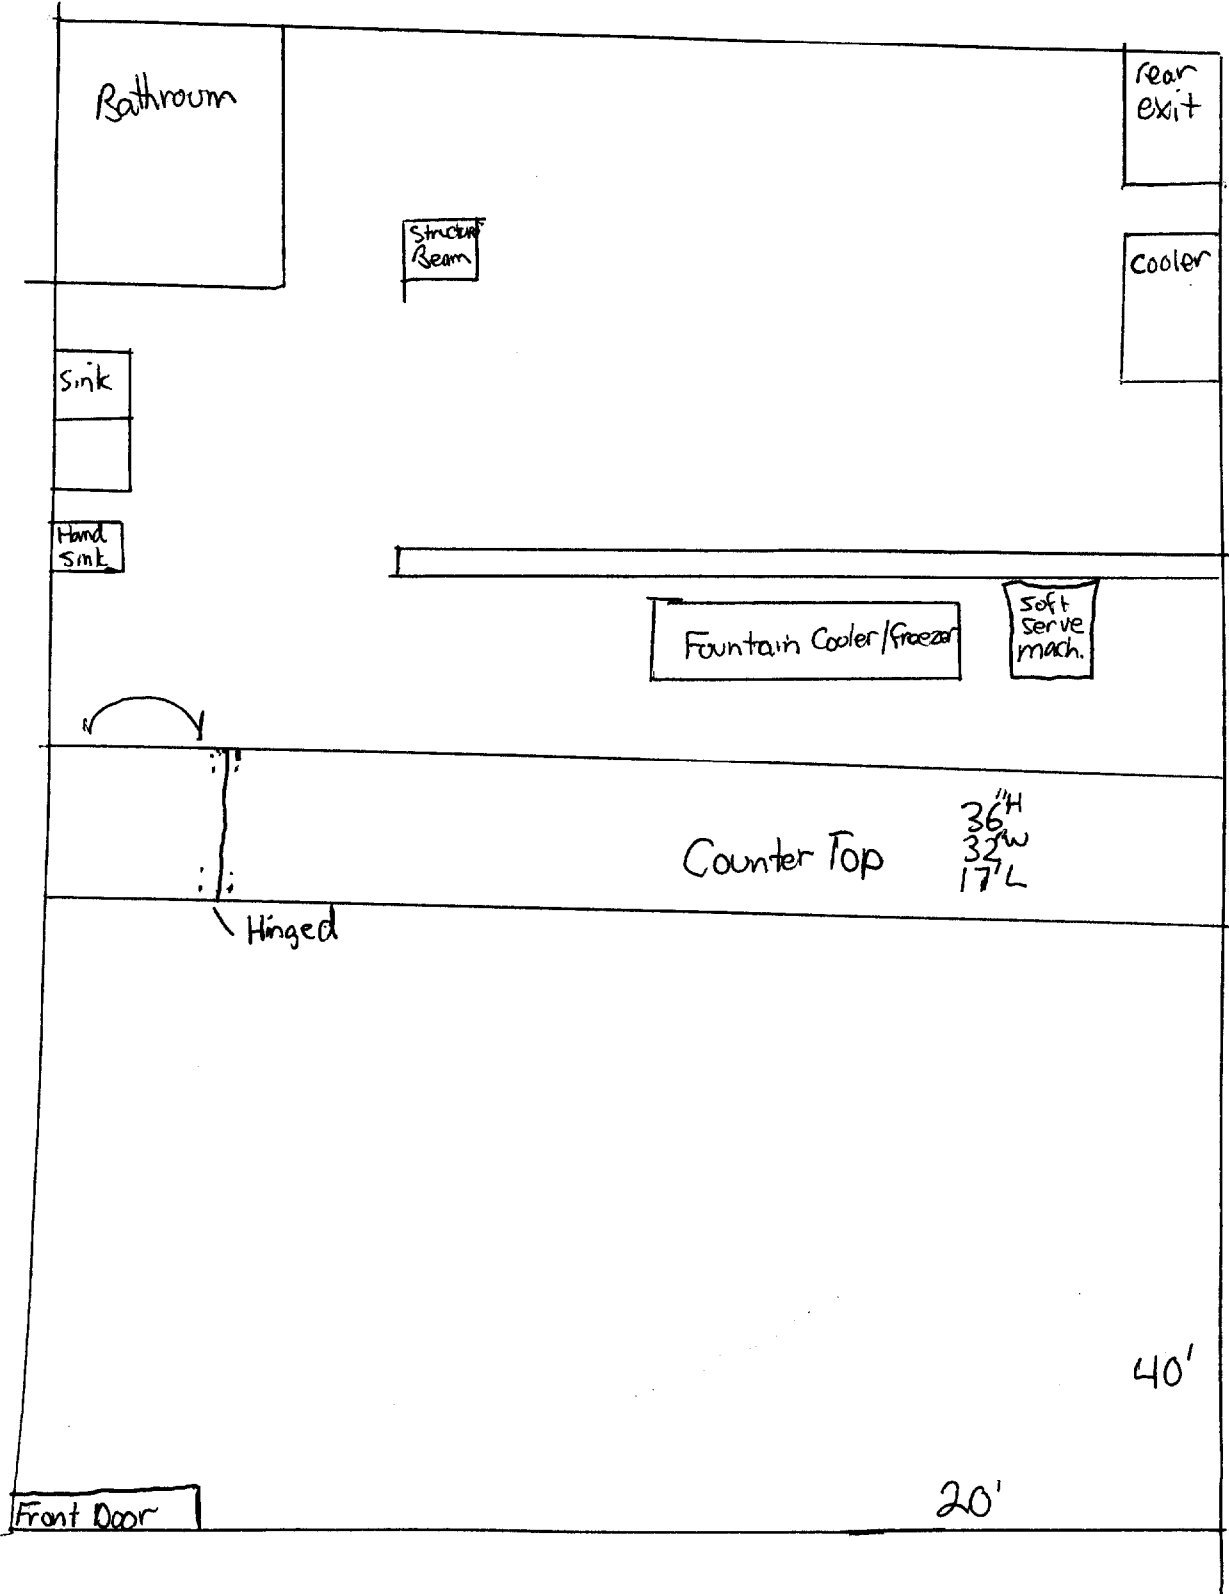 Bathroom
rear
exit
Structure
Beam
cooler
Sink
Hand
Sink
Soft
Serve
mach.
Fountain Cooler/freezer
36"H
32"W
17'L
Counter Top
Hinged
40'
20'
Front Door